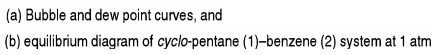 (a) Bubble and dew point curves, and
(b) equilibrium diagram of cyclo-pentane (1)–benzene (2) system at 1 atm